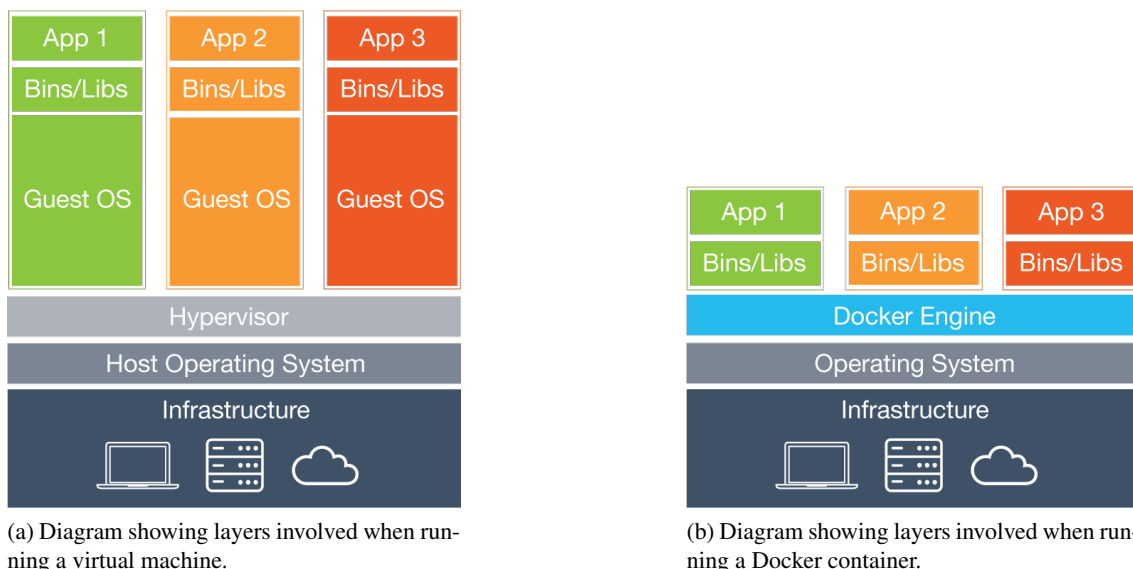 App 1
App 2
App 3
Bins/Libs
Bins/Libs
Bins/Libs
Guest OS
Guest OS
Guest OS
Hypervisor
Host Operating System
Infrastructure
(a) Diagram showing layers involved when run-
ning a virtual machine.
App 1
App 2
App 3
Bins/Libs
Bins/Libs
Bins/Libs
Docker Engine
Operating System
Infrastructure
(b) Diagram showing layers involved when run-
ning a Docker container.